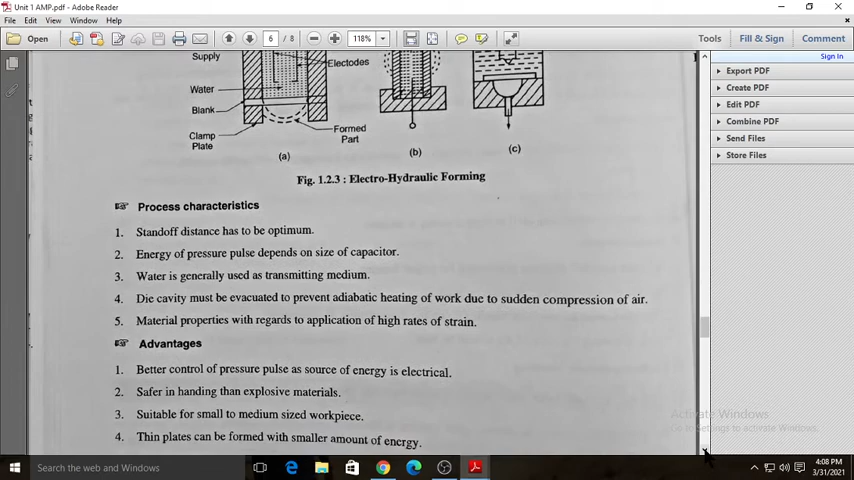 Unit 1 AMP.pdf - Adobe Reader
File Edit View Window Help
Open 6 / 8 118% Tools Fill & Sign Comment
Sign In
Export PDF
Create PDF
Edit PDF
Combine PDF
Send Files
Store Files
Supply
Electodes
Water
Blank
Clamp
Plate
Formed
Part
(a) (b) (c)
Fig. 1.2.3 : Electro-Hydraulic Forming
Process characteristics
1. Standoff distance has to be optimum.
2. Energy of pressure pulse depends on size of capacitor.
3. Water is generally used as transmitting medium.
4. Die cavity must be evacuated to prevent adiabatic heating of work due to sudden compression of air.
5. Material properties with regards to application of high rates of strain.
Advantages
1. Better control of pressure pulse as source of energy is electrical.
2. Safer in handing than explosive materials.
3. Suitable for small to medium sized workpiece.
4. Thin plates can be formed with smaller amount of energy.
Activate Windows
Go to Settings to activate Windows.
Search the web and Windows
4:08 PM
3/31/2021